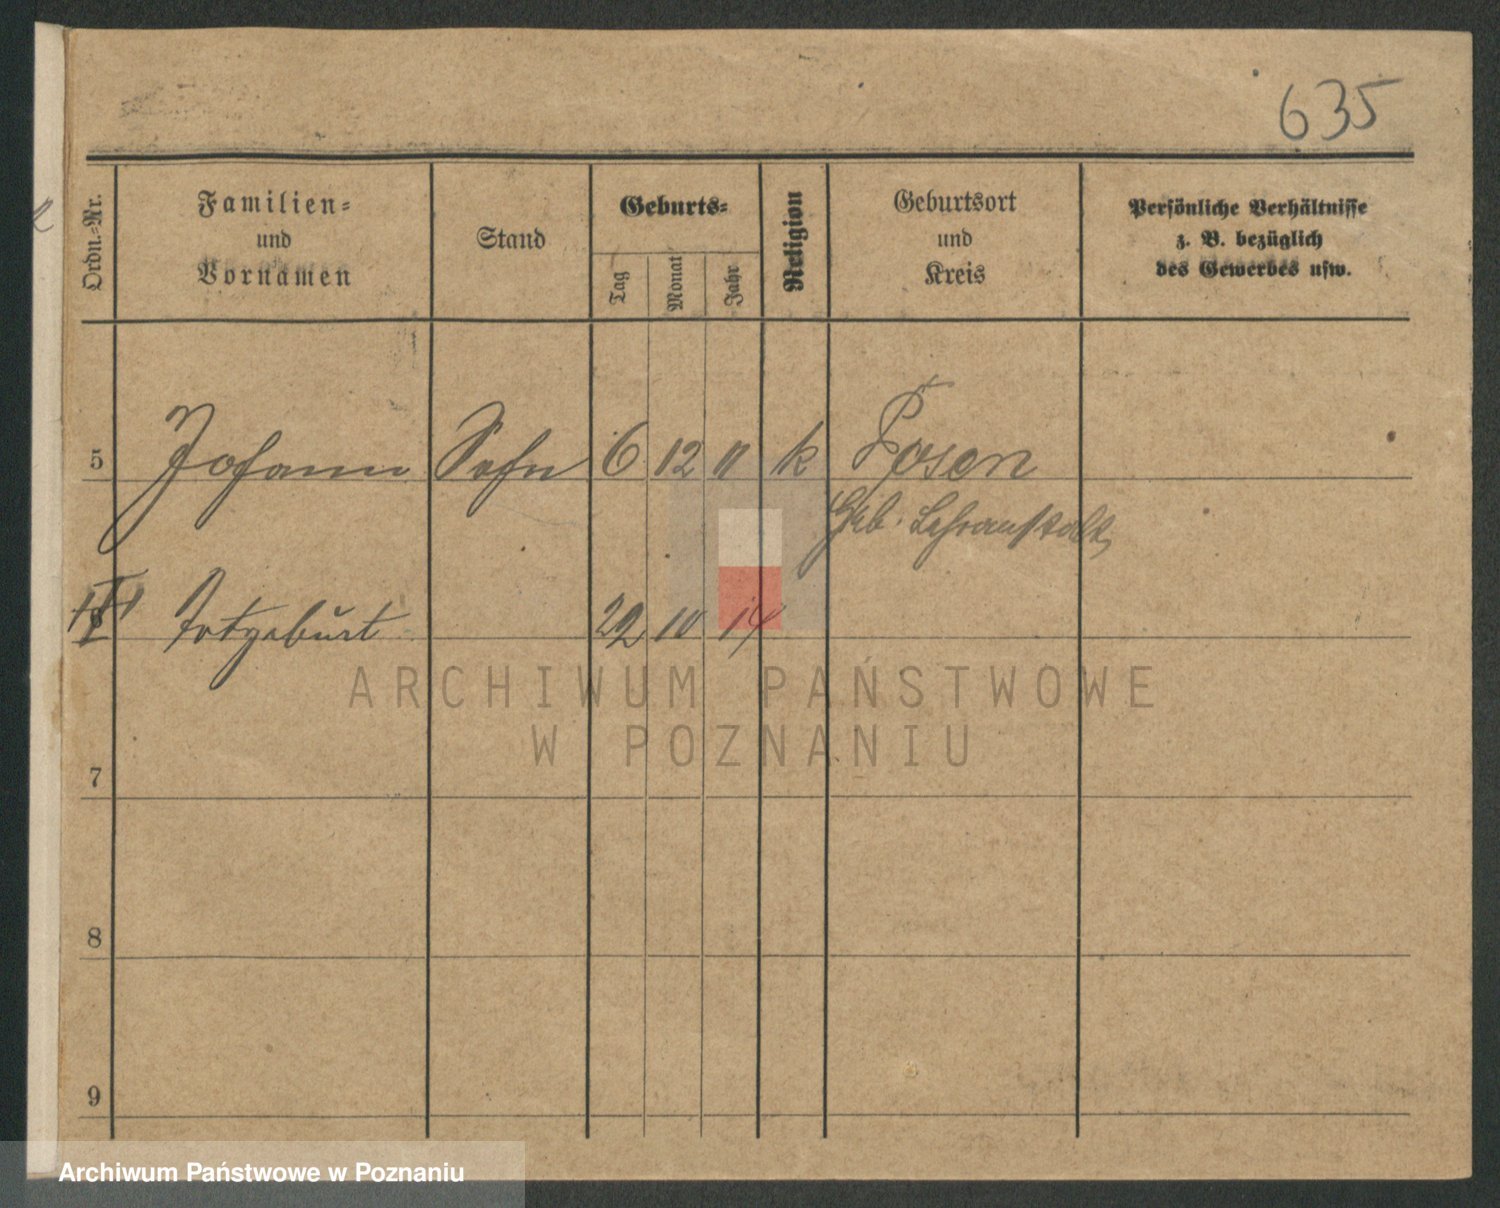 635
Ordn.-Nr.
Familien-
und
Vornamen
Stand
Geburts-
Tag
Monat
Jahr
Religion
Geburtsort
und
Kreis
Persönliche Verhältnisse
z. B. bezüglich
des Gewerbes usw.
5 Johann Sohn 6 12 11 k Posen
Geb. Lehranstalt
6 Totgeburt 22 10 14
ARCHIWUM PAŃSTWOWE
W POZNANIU
7
8
9
Archiwum Państwowe w Poznaniu